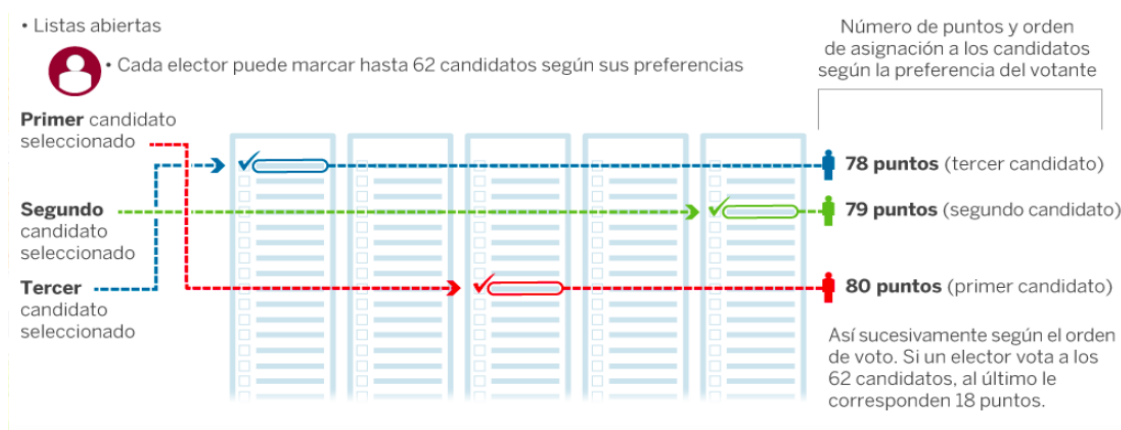 • Listas abiertas
• Cada elector puede marcar hasta 62 candidatos según sus preferencias
Número de puntos y orden
de asignación a los candidatos
según la preferencia del votante
Primer candidato
seleccionado
Segundo
candidato
seleccionado
Tercer
candidato
seleccionado
78 puntos (tercer candidato)
79 puntos (segundo candidato)
80 puntos (primer candidato)
Así sucesivamente según el orden
de voto. Si un elector vota a los
62 candidatos, al último le
corresponden 18 puntos.